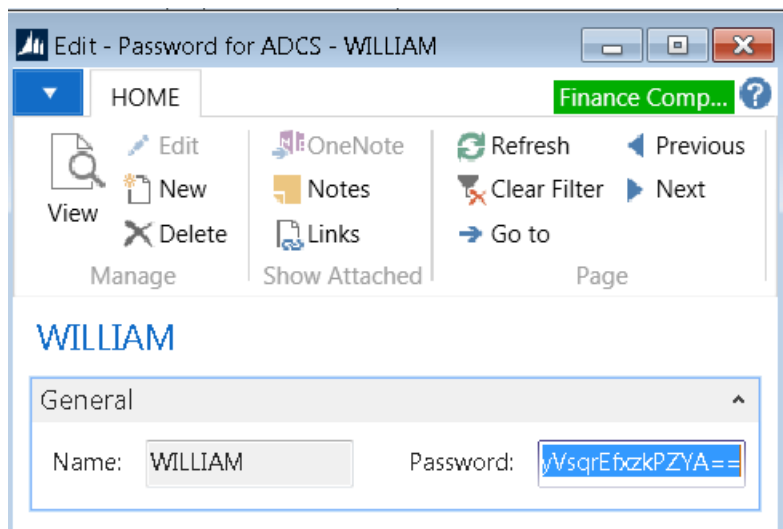 Edit - Password for ADCS - WILLIAM
HOME
Finance Comp...
?
View
Edit
New
Delete
Manage
OneNote
Notes
Links
Show Attached
Refresh
Clear Filter
Go to
Previous
Next
Page
WILLIAM
General
Name: WILLIAM Password: yVsqrEfxzkPZYA==